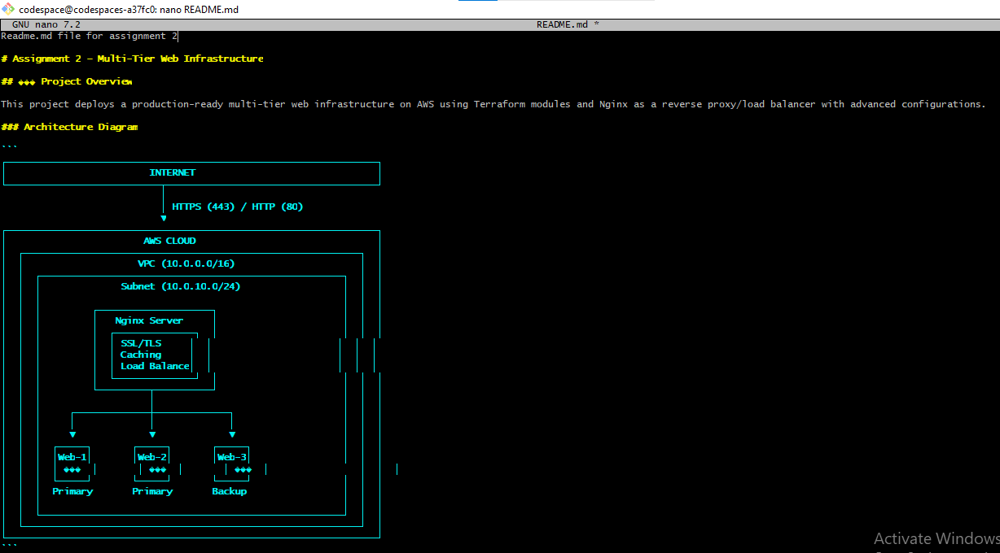 codespace@codespaces-a37fc0: nano README.md
GNU nano 7.2 README.md *
Readme.md file for assignment 2
# Assignment 2 - Multi-Tier Web Infrastructure
## ��� Project Overview
This project deploys a production-ready multi-tier web infrastructure on AWS using Terraform modules and Nginx as a reverse proxy/load balancer with advanced configurations.
### Architecture Diagram
```
INTERNET
HTTPS (443) / HTTP (80)
AWS CLOUD
VPC (10.0.0.0/16)
Subnet (10.0.10.0/24)
Nginx Server
SSL/TLS
Caching
Load Balance
Web-1 Web-2 Web-3
��� ��� ���
Primary Primary Backup
```
Activate Windows